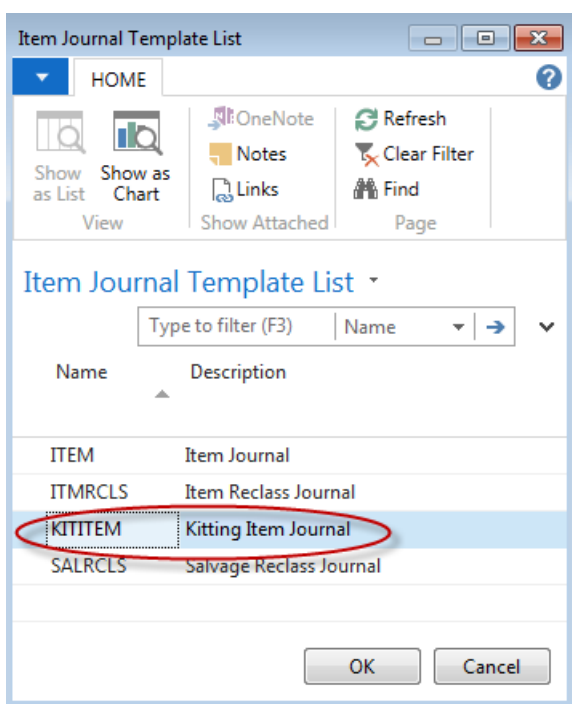 Item Journal Template List
HOME
Show as List
Show as Chart
View
OneNote
Notes
Links
Show Attached
Refresh
Clear Filter
Find
Page
Item Journal Template List
Type to filter (F3) Name
Name Description
ITEM Item Journal
ITMRCLS Item Reclass Journal
KITITEM Kitting Item Journal
SALRCLS Salvage Reclass Journal
OK Cancel